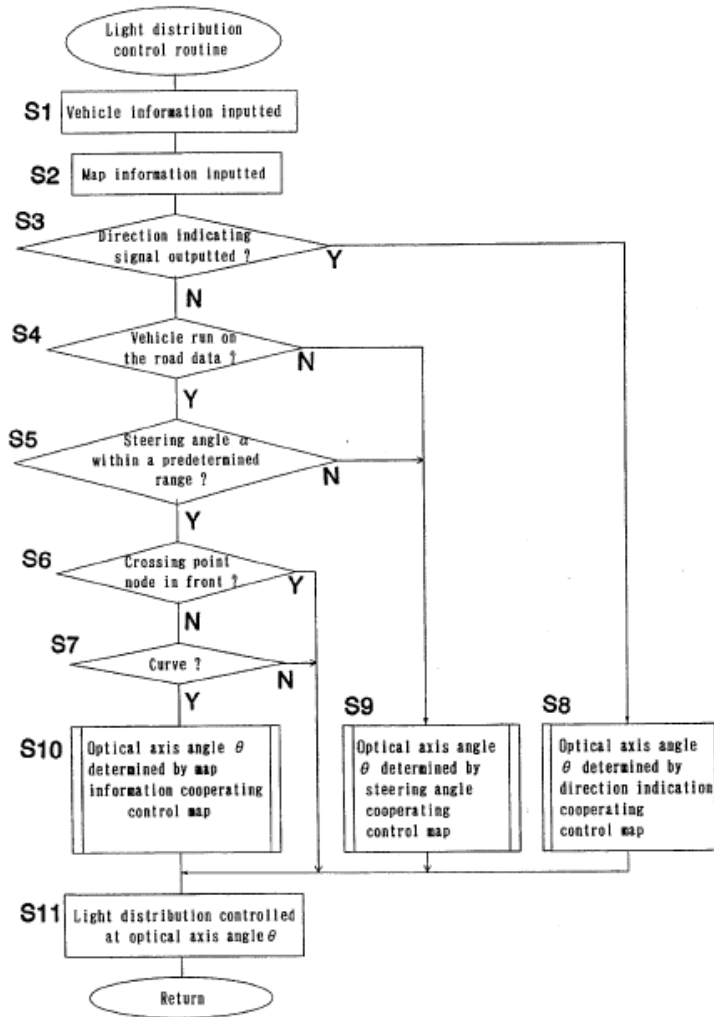 Light distribution
control routine
S1
Vehicle information inputted
S2
Map information inputted
S3
Direction indicating
signal outputted ?
Y
N
S4
Vehicle run on
the road data ?
N
Y
S5
Steering angle α
within a predetermined
range ?
N
Y
S6
Crossing point
node in front ?
Y
N
S7
Curve ?
N
Y
S10
Optical axis angle θ
determined by map
information cooperating
control map
S9
Optical axis angle
θ determined by
steering angle
cooperating
control map
S8
Optical axis angle
θ determined by
direction indication
cooperating
control map
S11
Light distribution controlled
at optical axis angle θ
Return